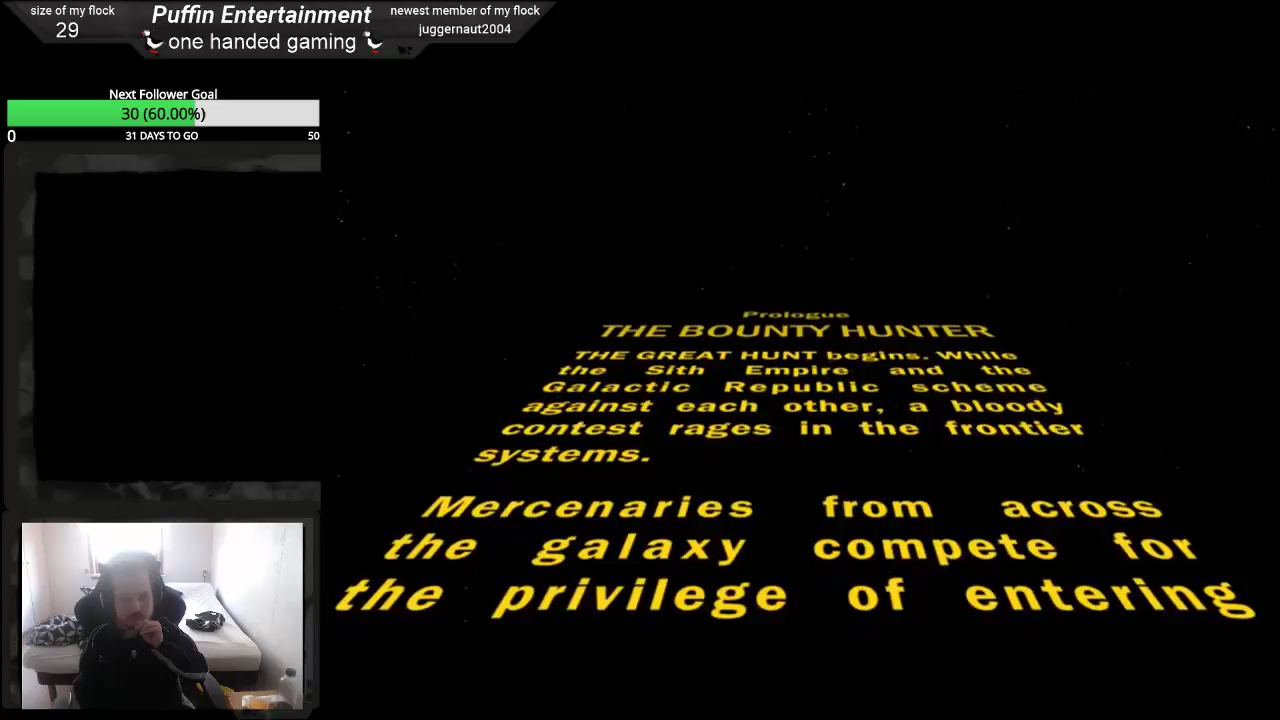 size of my flock
29
Puffin Entertainment
one handed gaming
newest member of my flock
juggernaut2004
Next Follower Goal
30 (60.00%)
0
31 DAYS TO GO
50
Prologue
THE BOUNTY HUNTER
THE GREAT HUNT begins. While
the Sith Empire and the
Galactic Republic scheme
against each other, a bloody
contest rages in the frontier
systems.
Mercenaries from across
the galaxy compete for
the privilege of entering